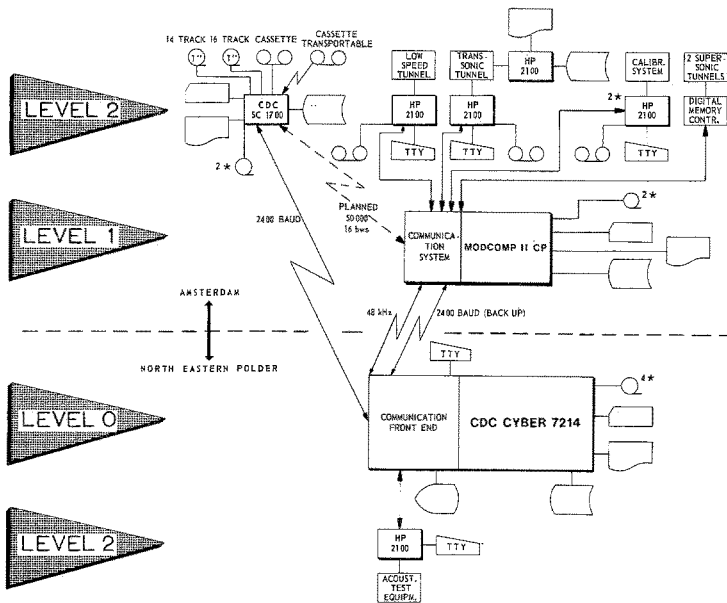 14 TRACK 16 TRACK CASSETTE
CASSETTE
TRANSPORTABLE
1"
1"
LOW
SPEED
TUNNEL
TRANS-
SONIC
TUNNEL
HP
2100
CALIBR.
SYSTEM
2 SUPER-
SONIC
TUNNELS
LEVEL 2
CDC
SC 1700
HP
2100
HP
2100
2*
HP
2100
DIGITAL
MEMORY
CONTR.
TTY
TTY
TTY
2*
2400 BAUD
PLANNED
50 000
16 bws
LEVEL 1
COMMUNICA-
TION
SYSTEM
MODCOMP II CP
2*
AMSTERDAM
48 kHz
2400 BAUD (BACK UP)
NORTH EASTERN POLDER
TTY
LEVEL 0
COMMUNICATION
FRONT END
CDC CYBER 7214
4*
LEVEL 2
HP
2100
TTY
ACOUST.
TEST
EQUIPM.